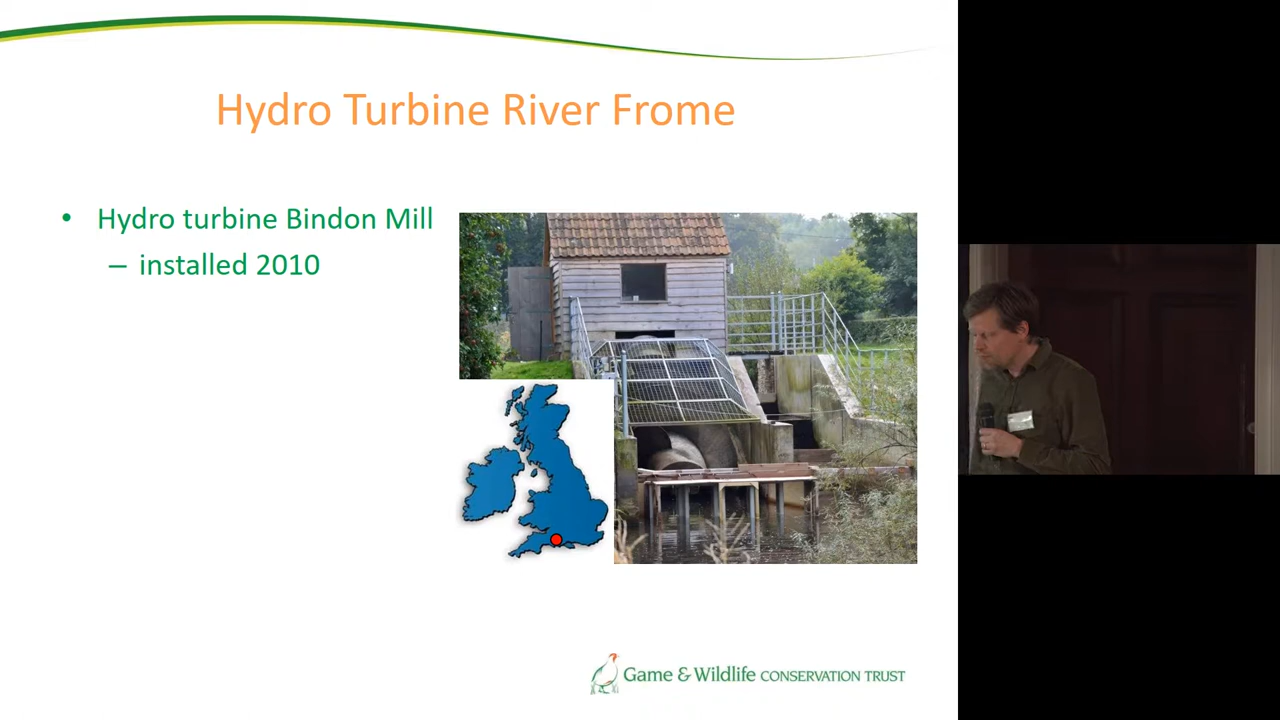 Hydro Turbine River Frome
• Hydro turbine Bindon Mill
– installed 2010
Game & Wildlife CONSERVATION TRUST